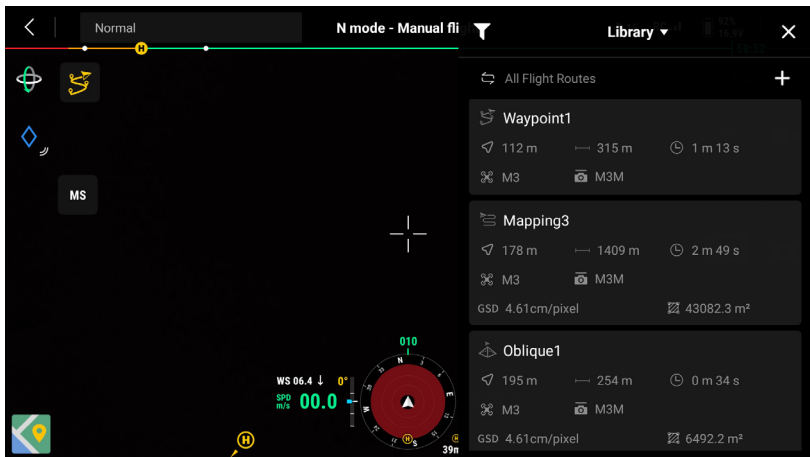 Normal
N mode - Manual fli
Library
92%
All Flight Routes
MS
Waypoint1
112 m 315 m 1 m 13 s
M3 M3M
Mapping3
178 m 1409 m 2 m 49 s
M3 M3M
GSD 4.61cm/pixel 43082.3 m²
Oblique1
195 m 254 m 0 m 34 s
M3 M3M
GSD 4.61cm/pixel 6492.2 m²
010
WS 06.4 0°
SPD
m/s 00.0
N
E
S
W
H
39m